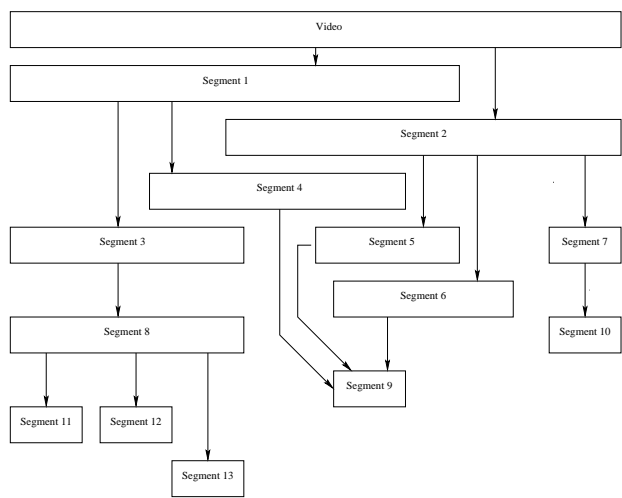 Video
Segment 1
Segment 2
Segment 4
Segment 3
Segment 5
Segment 7
Segment 6
Segment 8
Segment 10
Segment 9
Segment 11
Segment 12
Segment 13